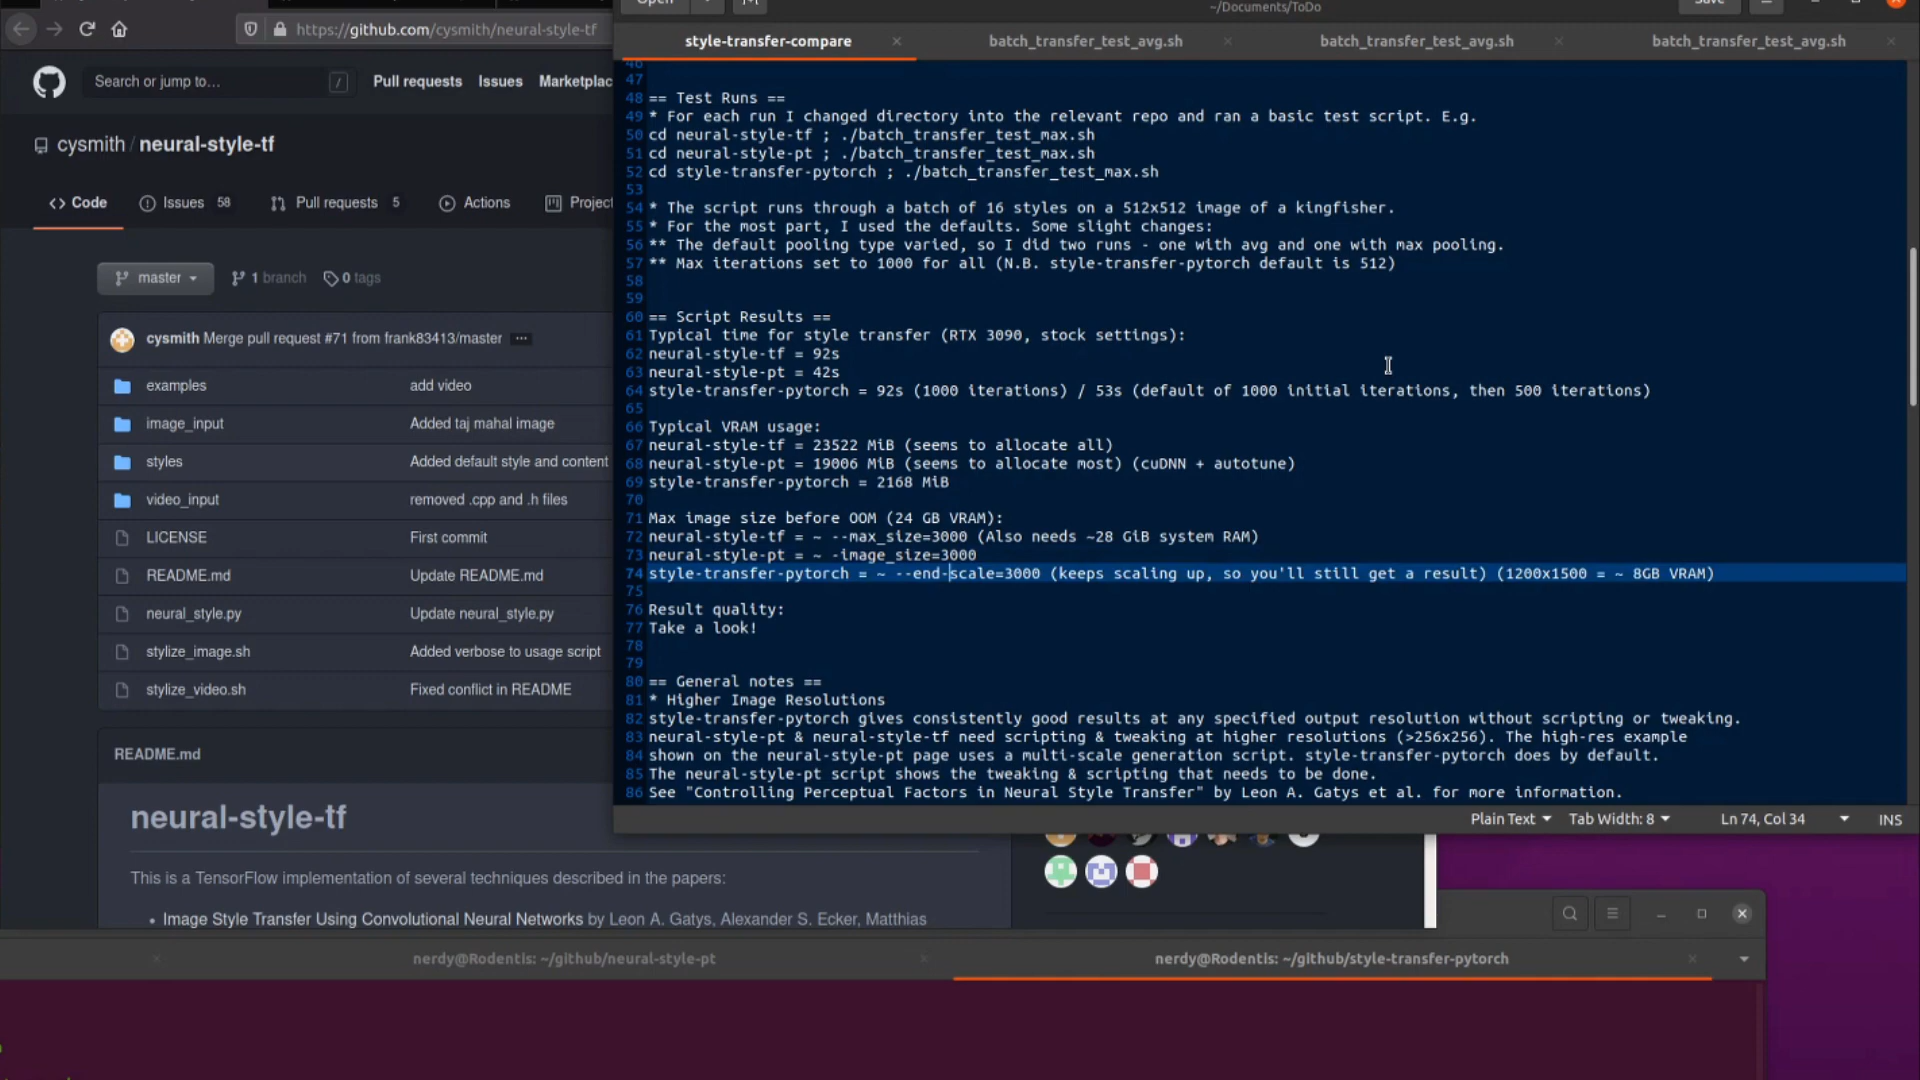 Open
~/Documents/ToDo
Save
https://github.com/cysmith/neural-style-tf
Search or jump to...
/
Pull requests
Issues
Marketplac
cysmith / neural-style-tf
Code
Issues 58
Pull requests 5
Actions
Project
master
1 branch
0 tags
cysmith Merge pull request #71 from frank83413/master ...
examples add video
image_input Added taj mahal image
styles Added default style and content
video_input removed .cpp and .h files
LICENSE First commit
README.md Update README.md
neural_style.py Update neural_style.py
stylize_image.sh Added verbose to usage script
stylize_video.sh Fixed conflict in README
README.md
neural-style-tf
This is a TensorFlow implementation of several techniques described in the papers:
• Image Style Transfer Using Convolutional Neural Networks by Leon A. Gatys, Alexander S. Ecker, Matthias
style-transfer-compare
batch_transfer_test_avg.sh
batch_transfer_test_avg.sh
batch_transfer_test_avg.sh
46
47
48 == Test Runs ==
49 * For each run I changed directory into the relevant repo and ran a basic test script. E.g.
50 cd neural-style-tf ; ./batch_transfer_test_max.sh
51 cd neural-style-pt ; ./batch_transfer_test_max.sh
52 cd style-transfer-pytorch ; ./batch_transfer_test_max.sh
53
54 * The script runs through a batch of 16 styles on a 512x512 image of a kingfisher.
55 * For the most part, I used the defaults. Some slight changes:
56 ** The default pooling type varied, so I did two runs - one with avg and one with max pooling.
57 ** Max iterations set to 1000 for all (N.B. style-transfer-pytorch default is 512)
58
59
60 == Script Results ==
61 Typical time for style transfer (RTX 3090, stock settings):
62 neural-style-tf = 92s
63 neural-style-pt = 42s
64 style-transfer-pytorch = 92s (1000 iterations) / 53s (default of 1000 initial iterations, then 500 iterations)
65
66 Typical VRAM usage:
67 neural-style-tf = 23522 MiB (seems to allocate all)
68 neural-style-pt = 19006 MiB (seems to allocate most) (cuDNN + autotune)
69 style-transfer-pytorch = 2168 MiB
70
71 Max image size before OOM (24 GB VRAM):
72 neural-style-tf = ~ --max_size=3000 (Also needs ~28 GiB system RAM)
73 neural-style-pt = ~ -image_size=3000
74 style-transfer-pytorch = ~ --end-scale=3000 (keeps scaling up, so you'll still get a result) (1200x1500 = ~ 8GB VRAM)
75
76 Result quality:
77 Take a look!
78
79
80 == General notes ==
81 * Higher Image Resolutions
82 style-transfer-pytorch gives consistently good results at any specified output resolution without scripting or tweaking.
83 neural-style-pt & neural-style-tf need scripting & tweaking at higher resolutions (>256x256). The high-res example
84 shown on the neural-style-pt page uses a multi-scale generation script. style-transfer-pytorch does by default.
85 The neural-style-pt script shows the tweaking & scripting that needs to be done.
86 See "Controlling Perceptual Factors in Neural Style Transfer" by Leon A. Gatys et al. for more information.
Plain Text
Tab Width: 8
Ln 74, Col 34
INS
nerdy@Rodentis: ~/github/neural-style-pt
nerdy@Rodentis: ~/github/style-transfer-pytorch